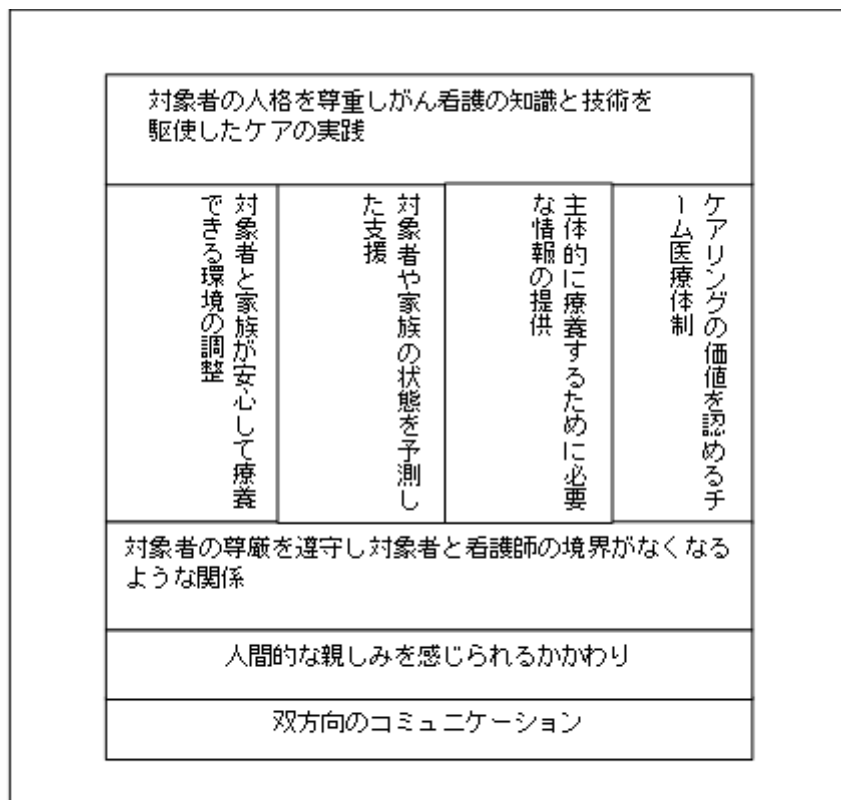 対象者の人格を尊重しがん看護の知識と技術を
駆使したケアの実践
対象者と家族が安心して療養
できる環境の調整
対象者や家族の状態を予測し
た支援
主体的に療養するために必要
な情報の提供
ケアリングの価値を認めるチ
ーム医療体制
対象者の尊厳を遵守し対象者と看護師の境界がなくなる
ような関係
人間的な親しみを感じられるかかわり
双方向のコミュニケーション